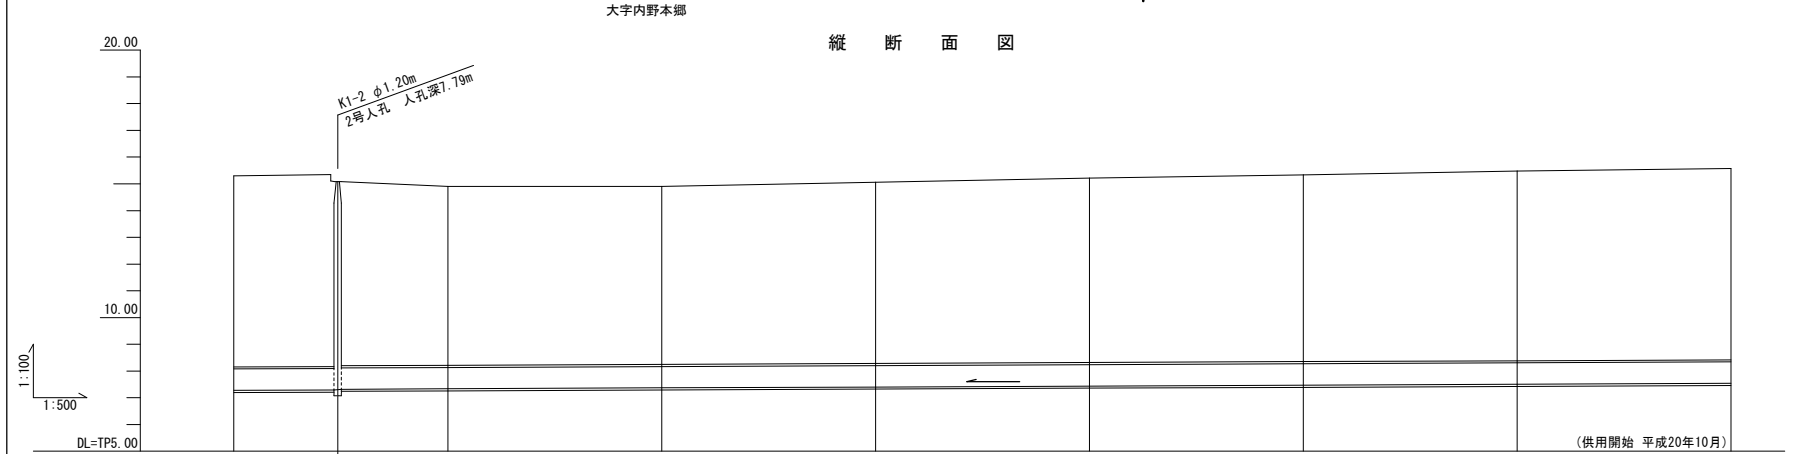 大字内野本郷
縦断面図
20.00
K1-2 φ1.20m
2号人孔 人孔深7.79m
10.00
1:100
1:500
DL=TP5.00
(供用開始 平成20年10月)